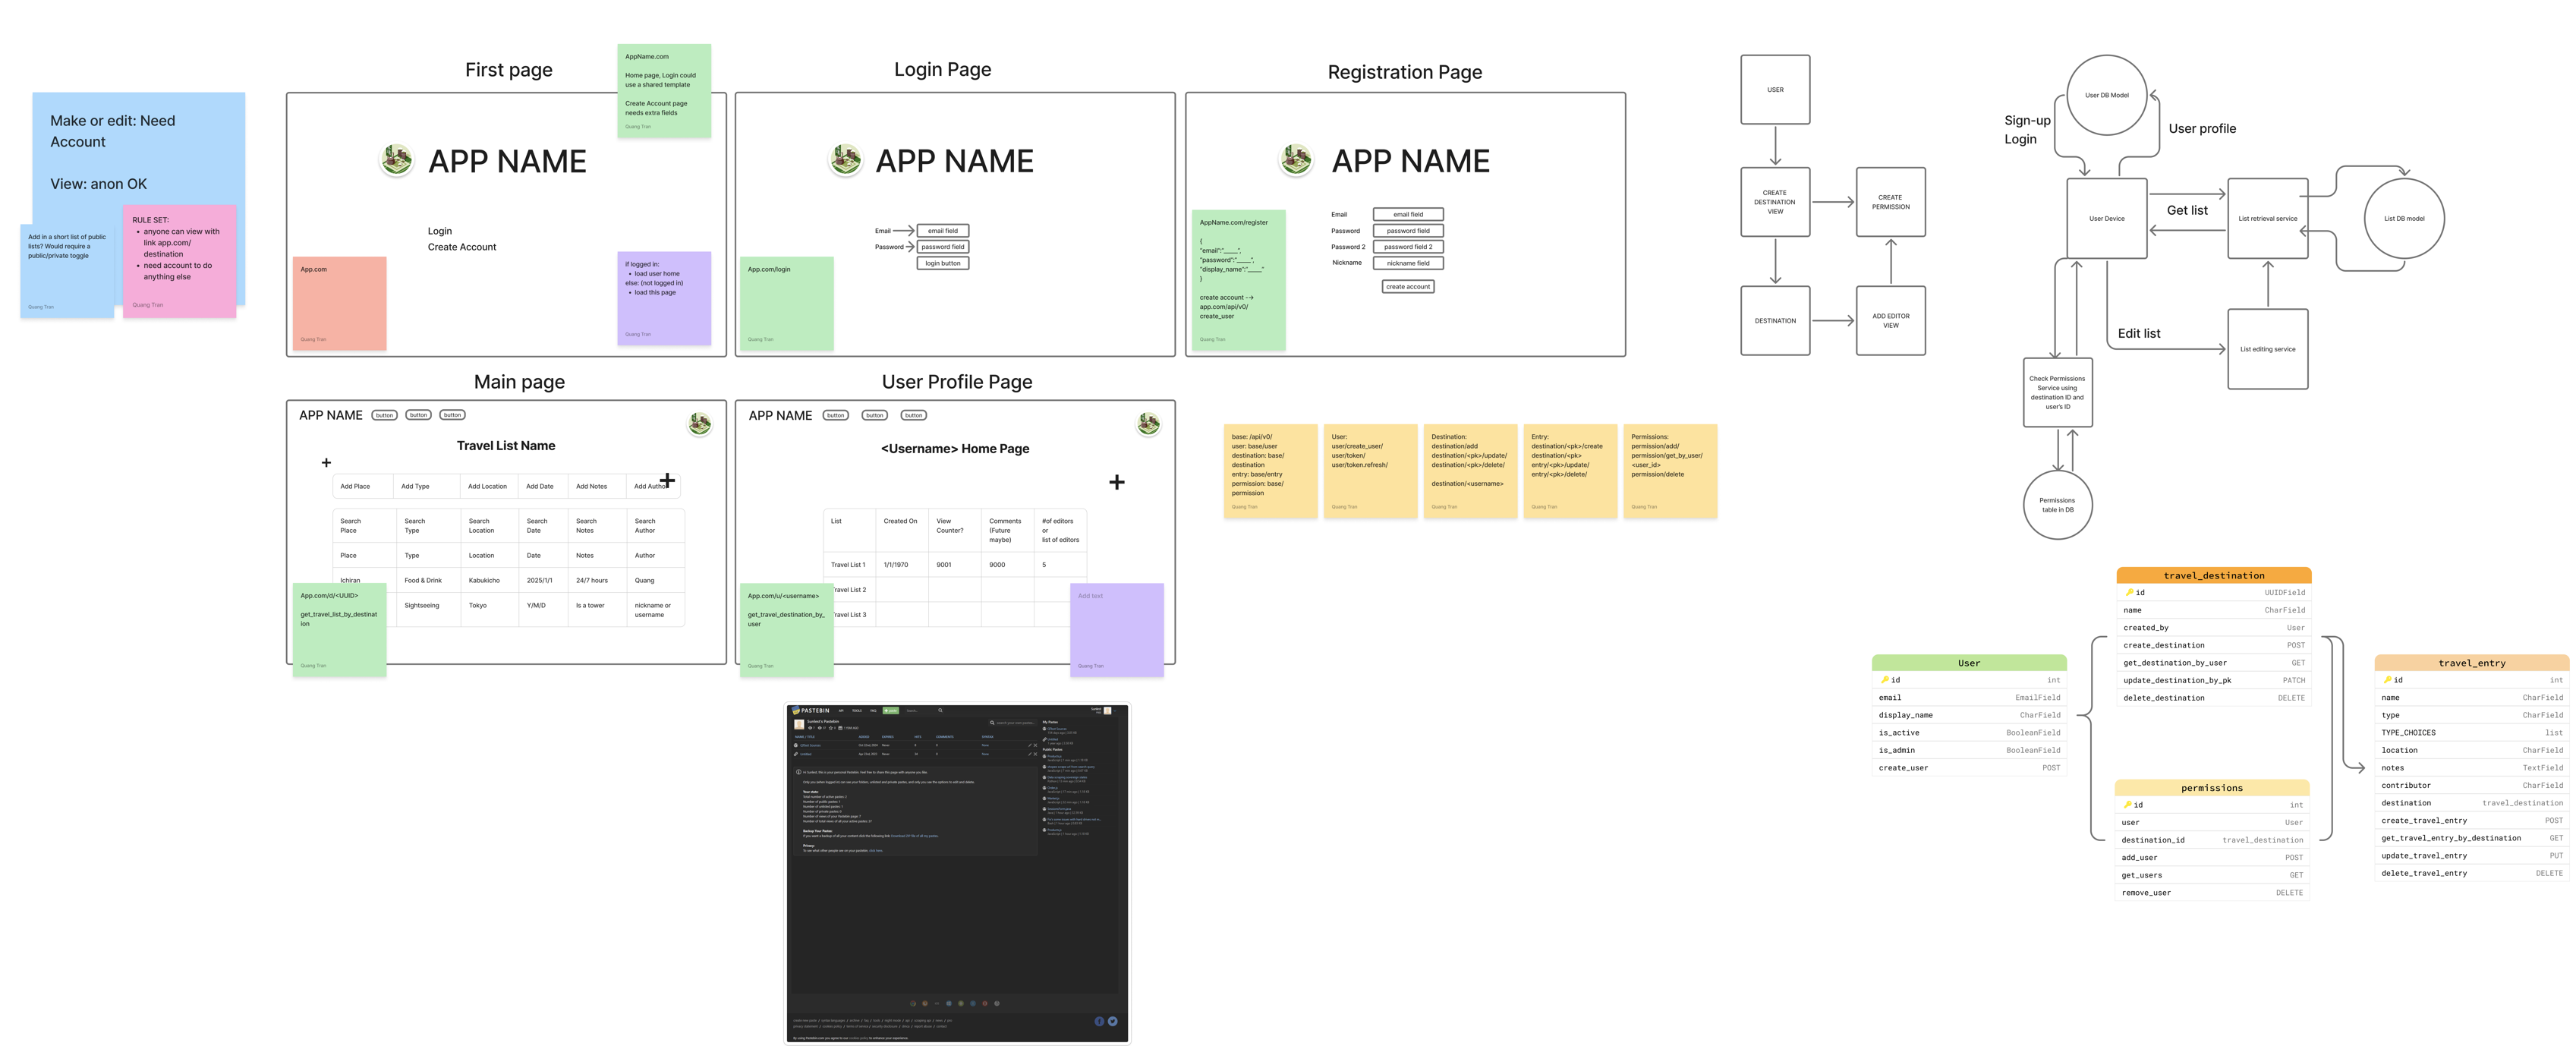 Make or edit: Need
Account
View: anon OK
Add in a short list of public
lists? Would require a
public/private toggle
Quang Tran
RULE SET:
• anyone can view with
link app.com/
destination
• need account to do
anything else
Quang Tran
First page
AppName.com
Home page, Login could
use a shared template
Create Account page
needs extra fields
Quang Tran
APP NAME
Login
Create Account
App.com
Quang Tran
if logged in:
• load user home
else: (not logged in)
• load this page
Quang Tran
Login Page
APP NAME
Email
email field
Password
password field
login button
App.com/login
Quang Tran
Registration Page
APP NAME
AppName.com/register
{
"email":"_____",
"password":"_____",
"display_name":"_____"
}
create account -->
app.com/api/v0/
create_user
Quang Tran
Email
email field
Password
password field
Password 2
password field 2
Nickname
nickname field
create account
Main page
APP NAME
button
button
button
Travel List Name
+
Add Place
Add Type
Add Location
Add Date
Add Notes
Add Autho
+
Search
Place
Search
Type
Search
Location
Search
Date
Search
Notes
Search
Author
Place
Type
Location
Date
Notes
Author
Ichiran
Food & Drink
Kabukicho
2025/1/1
24/7 hours
Quang
Sightseeing
Tokyo
Y/M/D
Is a tower
nickname or
username
App.com/d/<UUID>
get_travel_list_by_destinat
ion
Quang Tran
User Profile Page
APP NAME
button
button
button
<Username> Home Page
+
List
Created On
View
Counter?
Comments
(Future
maybe)
#of editors
or
list of editors
Travel List 1
1/1/1970
9001
9000
5
ravel List 2
ravel List 3
App.com/u/<username>
get_travel_destination_by_
user
Quang Tran
Add text
Quang Tran
base: /api/v0/
user: base/user
destination: base/
destination
entry: base/entry
permission: base/
permission
Quang Tran
User:
user/create_user/
user/token/
user/token.refresh/
Quang Tran
Destination:
destination/add
destination/<pk>/update/
destination/<pk>/delete/
destination/<username>
Quang Tran
Entry:
destination/<pk>/create
destination/<pk>
entry/<pk>/update/
entry/<pk>/delete/
Quang Tran
Permissions:
permission/add/
permission/get_by_user/
<user_id>
permission/delete
Quang Tran
USER
CREATE
DESTINATION
VIEW
CREATE
PERMISSION
DESTINATION
ADD EDITOR
VIEW
User DB Model
Sign-up
Login
User profile
User Device
Get list
List retrieval service
List DB model
Edit list
List editing service
Check Permissions
Service using
destination ID and
user's ID
Permissions
table in DB
User
id int
email EmailField
display_name CharField
is_active BooleanField
is_admin BooleanField
create_user POST
travel_destination
id UUIDField
name CharField
created_by User
create_destination POST
get_destination_by_user GET
update_destination_by_pk PATCH
delete_destination DELETE
permissions
id int
user User
destination_id travel_destination
add_user POST
get_users GET
remove_user DELETE
travel_entry
id int
name CharField
type CharField
TYPE_CHOICES list
location CharField
notes TextField
contributor CharField
destination travel_destination
create_travel_entry POST
get_travel_entry_by_destination GET
update_travel_entry PUT
delete_travel_entry DELETE
PASTEBIN